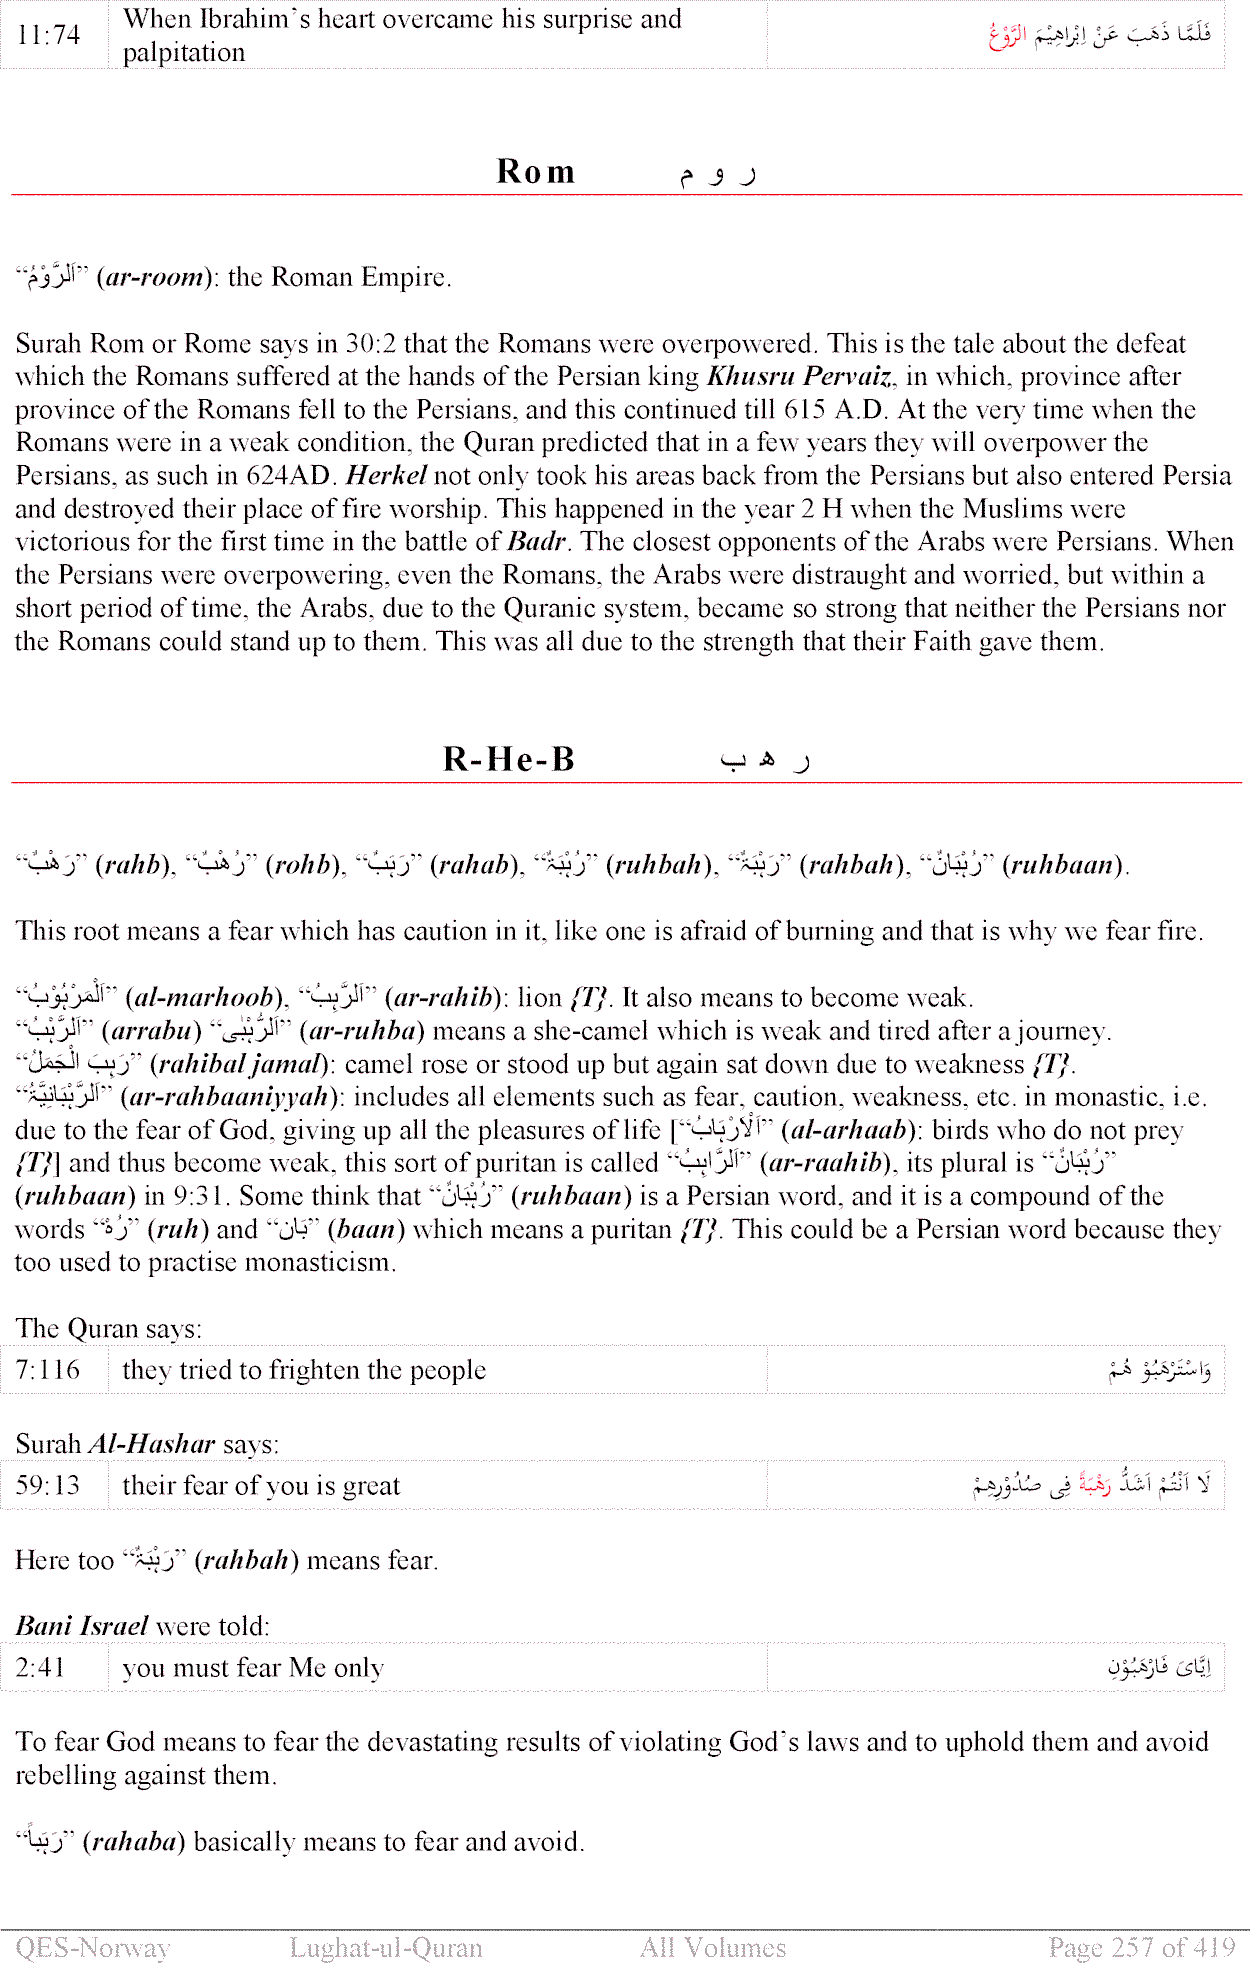 11:74 When Ibrahim's heart overcame his surprise and palpitation فَلَمَّا ذَهَبَ عَنْ اِبْرَاهِيْمَ الرَّوْعُ
Rom ر و م
“اَلرُّوْمُ” (ar-room): the Roman Empire.
Surah Rom or Rome says in 30:2 that the Romans were overpowered. This is the tale about the defeat
which the Romans suffered at the hands of the Persian king Khusru Pervaiz, in which, province after
province of the Romans fell to the Persians, and this continued till 615 A.D. At the very time when the
Romans were in a weak condition, the Quran predicted that in a few years they will overpower the
Persians, as such in 624AD. Herkel not only took his areas back from the Persians but also entered Persia
and destroyed their place of fire worship. This happened in the year 2 H when the Muslims were
victorious for the first time in the battle of Badr. The closest opponents of the Arabs were Persians. When
the Persians were overpowering, even the Romans, the Arabs were distraught and worried, but within a
short period of time, the Arabs, due to the Quranic system, became so strong that neither the Persians nor
the Romans could stand up to them. This was all due to the strength that their Faith gave them.
R-He-B ر ھ ب
“رَھْبٌ” (rahb), “رُھْبٌ” (rohb), “رَہَبٌ” (rahab), “رُہْبَۃٌ” (ruhbah), “رَہْبَۃٌ” (rahbah), “رُہْبَانٌ” (ruhbaan).
This root means a fear which has caution in it, like one is afraid of burning and that is why we fear fire.
“اَلْمَرْہُوْبُ” (al-marhoob), “اَلرَّہِبُ” (ar-rahib): lion {T}. It also means to become weak.
“اَلرَّہْبُ” (arrabu) “اَلرُّہْبٰی” (ar-ruhba) means a she-camel which is weak and tired after a journey.
“رَہِبَ الْجَمَلُ” (rahibal jamal): camel rose or stood up but again sat down due to weakness {T}.
“اَلرَّہْبَانِیَّۃُ” (ar-rahbaaniyyah): includes all elements such as fear, caution, weakness, etc. in monastic, i.e.
due to the fear of God, giving up all the pleasures of life [“اَلْاَرْہَابُ” (al-arhaab): birds who do not prey
{T}] and thus become weak, this sort of puritan is called “اَلرَّاہِبُ” (ar-raahib), its plural is “رُہْبَانٌ”
(ruhbaan) in 9:31. Some think that “رُہْبَانٌ” (ruhbaan) is a Persian word, and it is a compound of the
words “رُہْ” (ruh) and “بَان” (baan) which means a puritan {T}. This could be a Persian word because they
too used to practise monasticism.
The Quran says:
7:116 they tried to frighten the people وَاسْتَرْهَبُوْ هُمْ
Surah Al-Hashar says:
59:13 their fear of you is great لَا اَنْتُمْ اَشَدُّ رَهْبَةً فِى صُدُوْرِهِمْ
Here too “رَہْبَۃٌ” (rahbah) means fear.
Bani Israel were told:
2:41 you must fear Me only اِيَّاىَ فَارْهَبُوْنِ
To fear God means to fear the devastating results of violating God's laws and to uphold them and avoid
rebelling against them.
“رَہَباً” (rahaba) basically means to fear and avoid.
QES-Norway Lughat-ul-Quran All Volumes Page 257 of 419